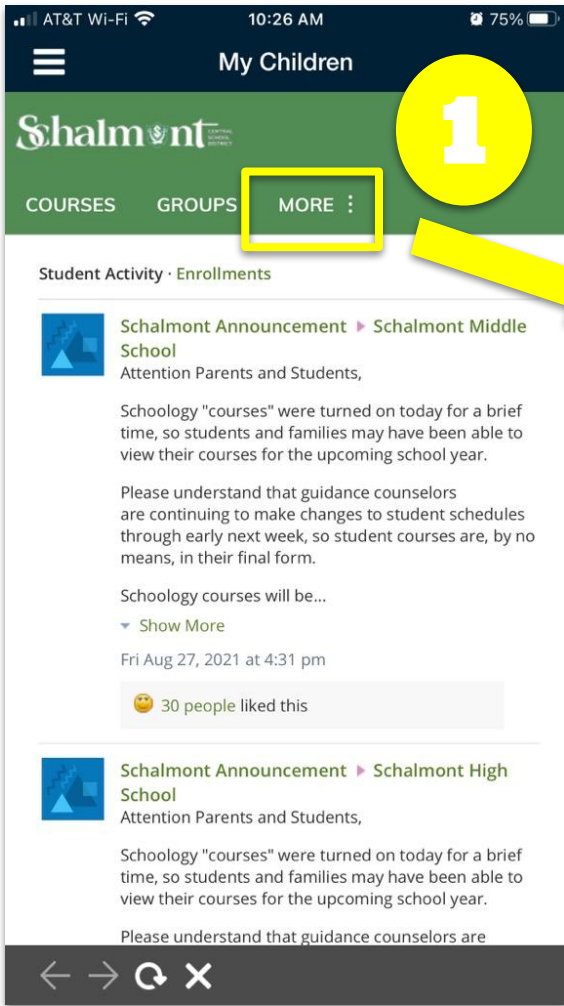 AT&T Wi-Fi 10:26 AM 75%
My Children
1
Schalmont CENTRAL SCHOOL DISTRICT
COURSES GROUPS MORE
Student Activity · Enrollments
Schalmont Announcement ▶ Schalmont Middle
School
Attention Parents and Students,
Schoology "courses" were turned on today for a brief
time, so students and families may have been able to
view their courses for the upcoming school year.
Please understand that guidance counselors
are continuing to make changes to student schedules
through early next week, so student courses are, by no
means, in their final form.
Schoology courses will be...
Show More
Fri Aug 27, 2021 at 4:31 pm
30 people liked this
Schalmont Announcement ▶ Schalmont High
School
Attention Parents and Students,
Schoology "courses" were turned on today for a brief
time, so students and families may have been able to
view their courses for the upcoming school year.
Please understand that guidance counselors are